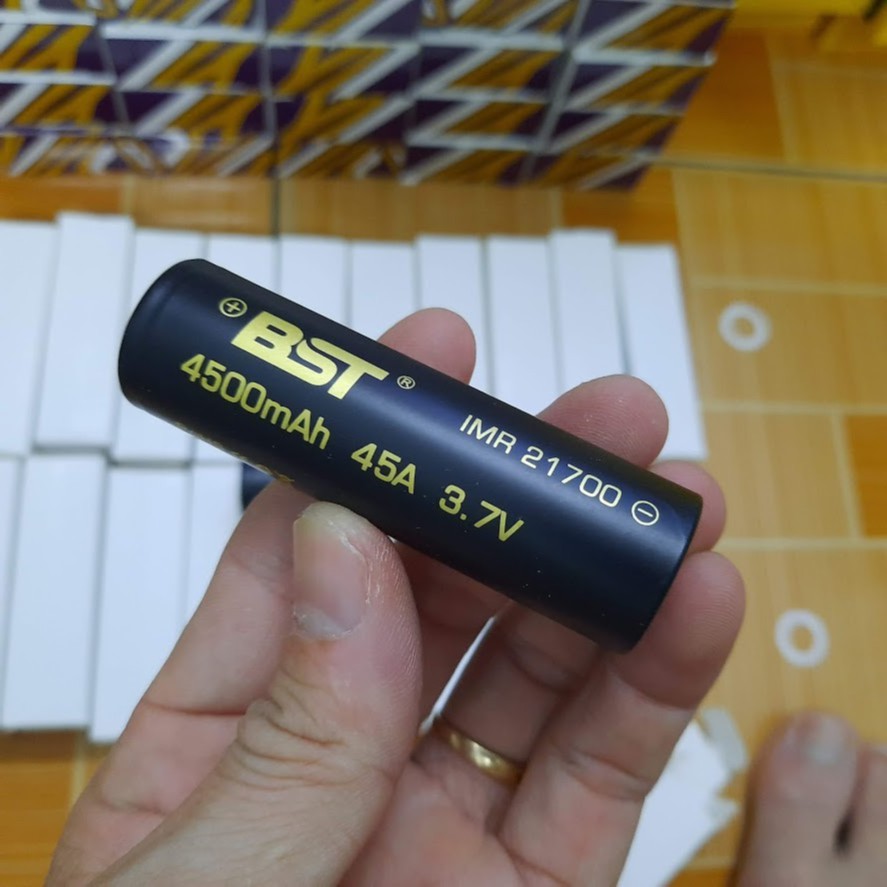 ⊕ BST®
4500mAh 45A 3.7V
IMR 21700 ⊖